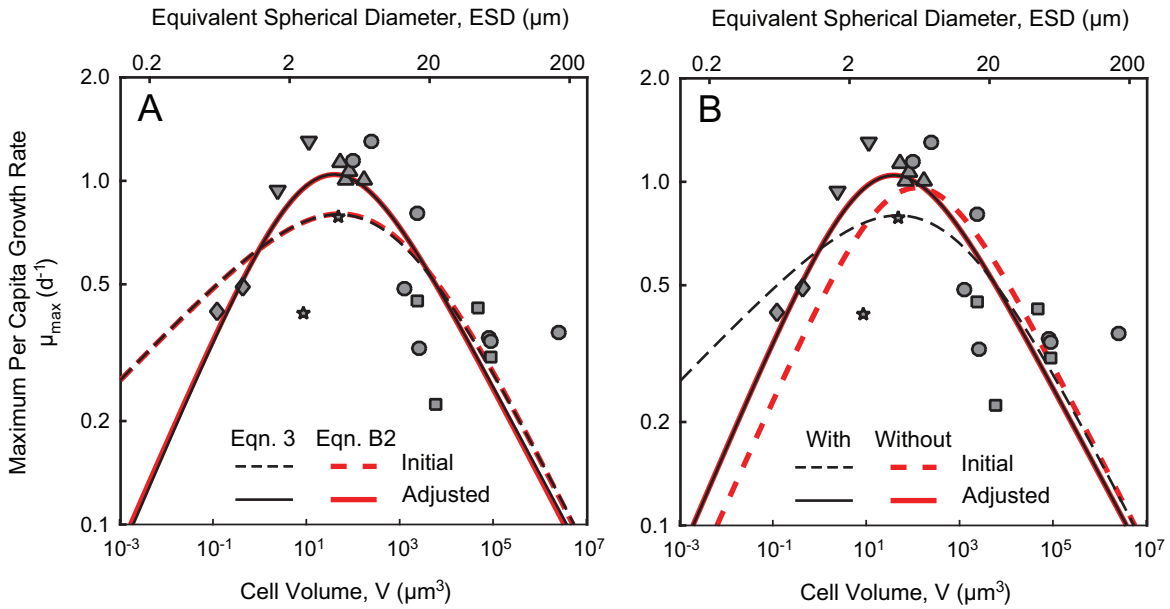 Equivalent Spherical Diameter, ESD (µm)
0.2 2 20 200
A
Maximum Per Capita Growth Rate
µmax (d-1)
2.0
1.0
0.5
0.2
0.1
Eqn. 3 Eqn. B2
Initial
Adjusted
10-3 10-1 101 103 105 107
Cell Volume, V (µm3)
Equivalent Spherical Diameter, ESD (µm)
0.2 2 20 200
B
2.0
1.0
0.5
0.2
0.1
With Without
Initial
Adjusted
10-3 10-1 101 103 105 107
Cell Volume, V (µm3)